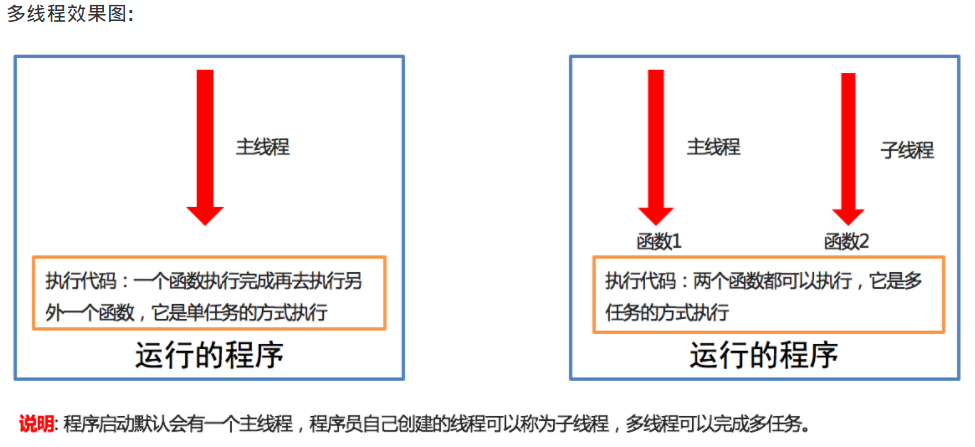 多线程效果图:
主线程
执行代码：一个函数执行完成再去执行另
外一个函数，它是单任务的方式执行
运行的程序
主线程
子线程
函数1
函数2
执行代码：两个函数都可以执行，它是多
任务的方式执行
运行的程序
说明: 程序启动默认会有一个主线程，程序员自己创建的线程可以称为子线程，多线程可以完成多任务。